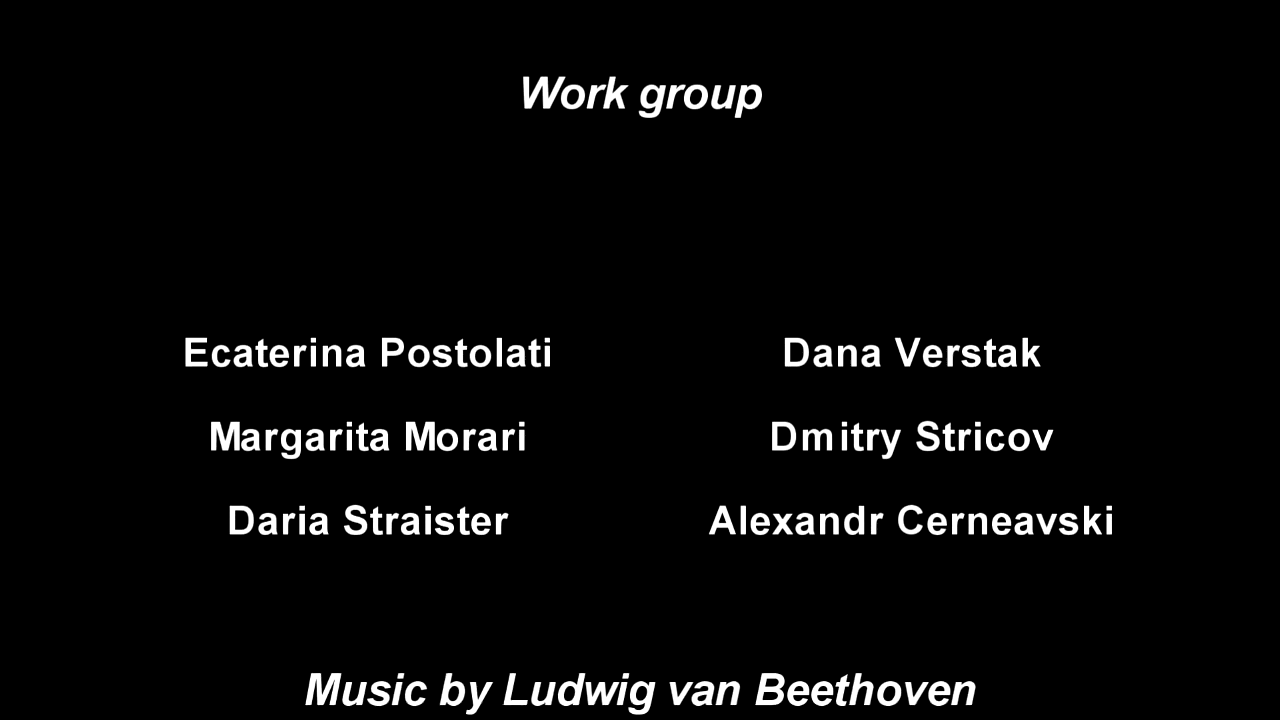 Work group
Ecaterina Postolati
Dana Verstak
Margarita Morari
Dmitry Stricov
Daria Straister
Alexandr Cerneavski
Music by Ludwig van Beethoven